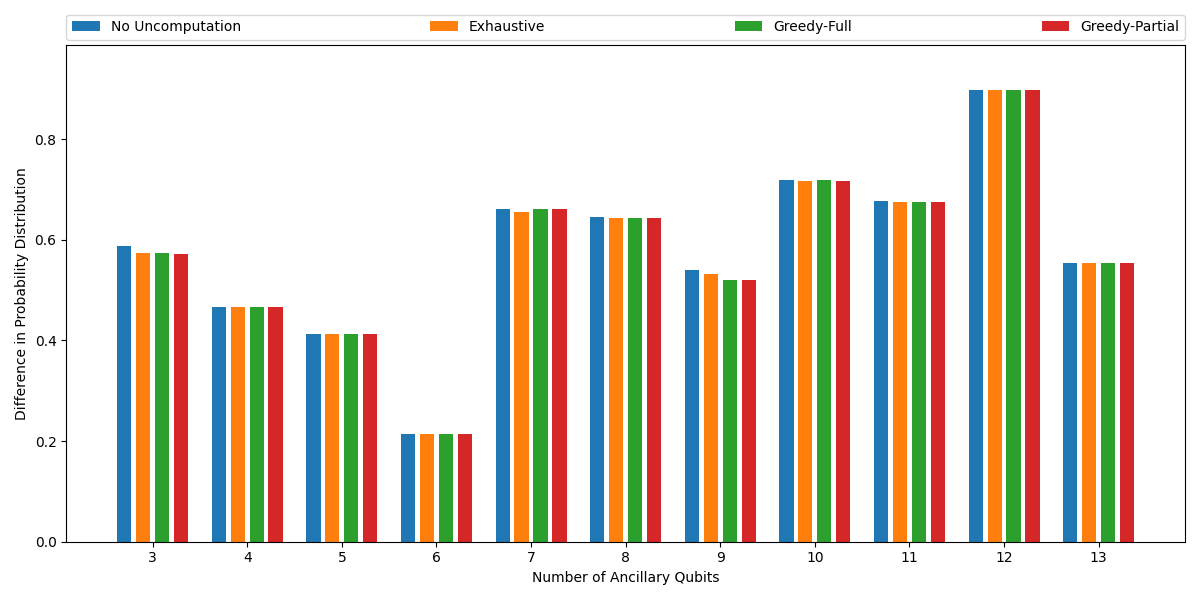 No Uncomputation Exhaustive Greedy-Full Greedy-Partial
Difference in Probability Distribution
0.8
0.6
0.4
0.2
0.0
3 4 5 6 7 8 9 10 11 12 13
Number of Ancillary Qubits